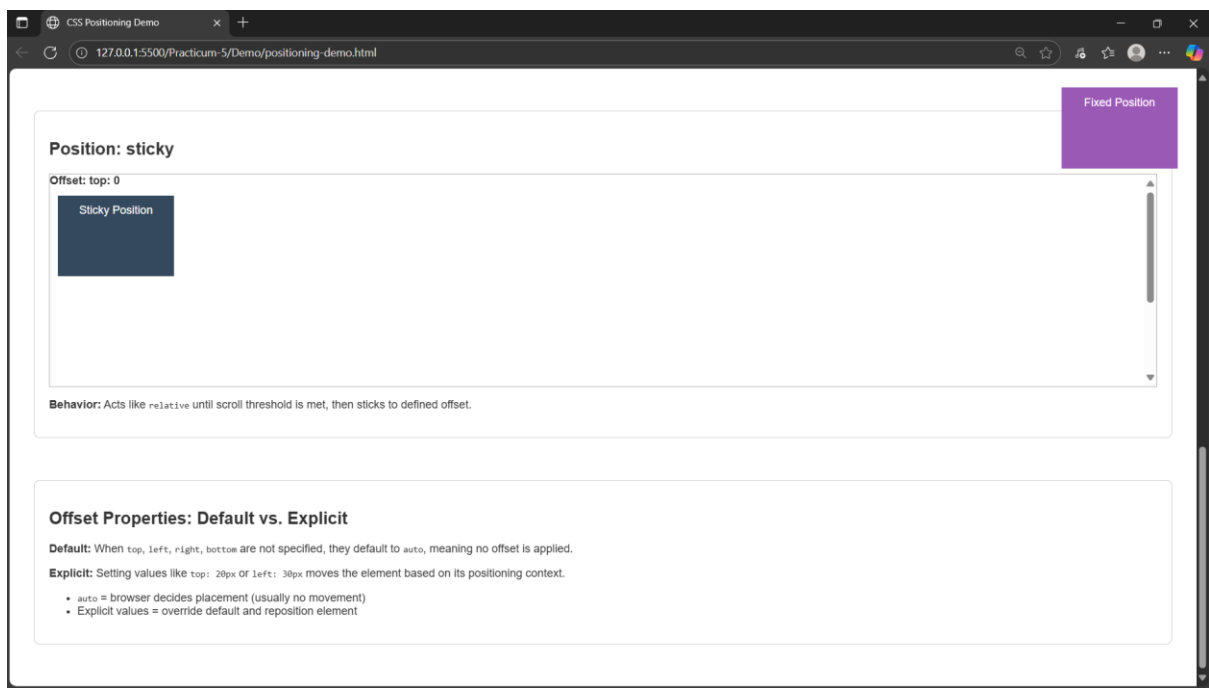 CSS Positioning Demo
127.0.0.1:5500/Practicum-5/Demo/positioning-demo.html
Fixed Position
Position: sticky
Offset: top: 0
Sticky Position
Behavior: Acts like relative until scroll threshold is met, then sticks to defined offset.
Offset Properties: Default vs. Explicit
Default: When top, left, right, bottom are not specified, they default to auto, meaning no offset is applied.
Explicit: Setting values like top: 20px or left: 30px moves the element based on its positioning context.
• auto = browser decides placement (usually no movement)
• Explicit values = override default and reposition element